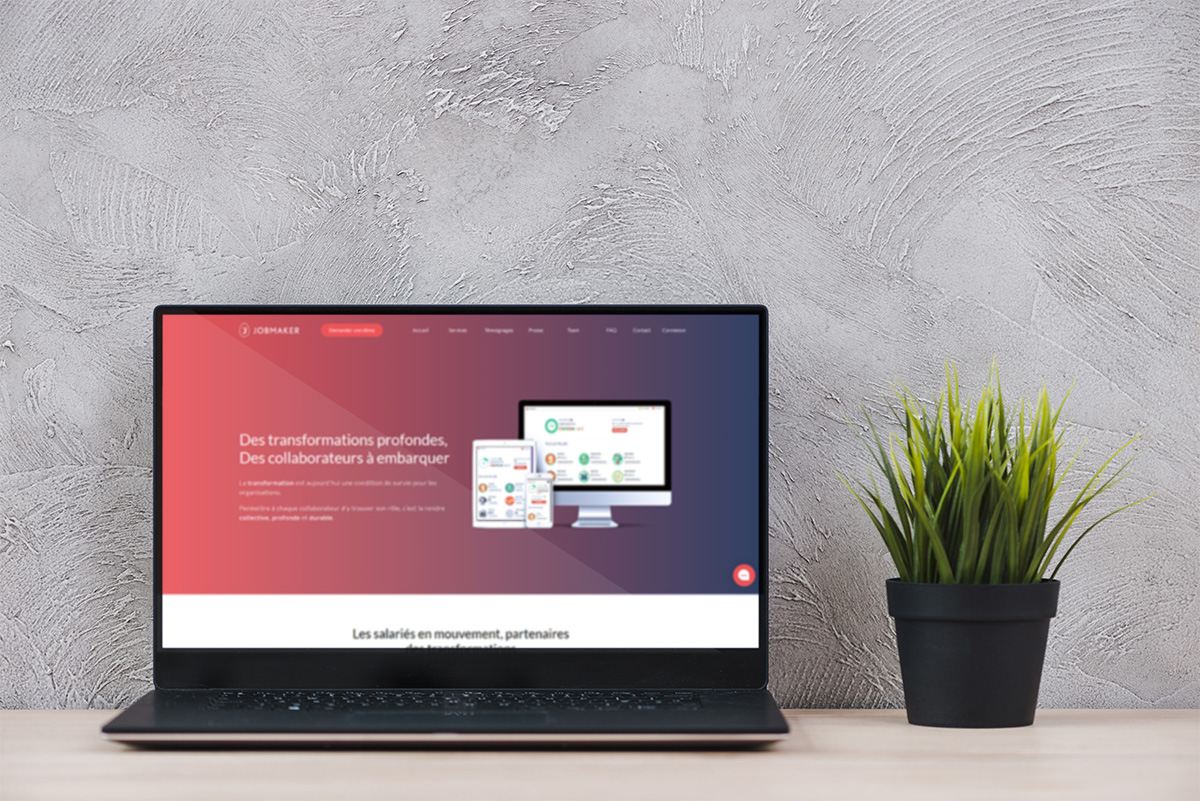 JOBMAKER
Demander une démo
Accueil
Services
Témoignages
Presse
Team
FAQ
Contact
Connexion
Des transformations profondes,
Des collaborateurs à embarquer
La transformation est aujourd'hui une condition de survie pour les
organisations.
Permettre à chaque collaborateur d'y trouver son rôle, c'est la rendre
collective, profonde et durable.
Les salariés en mouvement, partenaires
des transformations